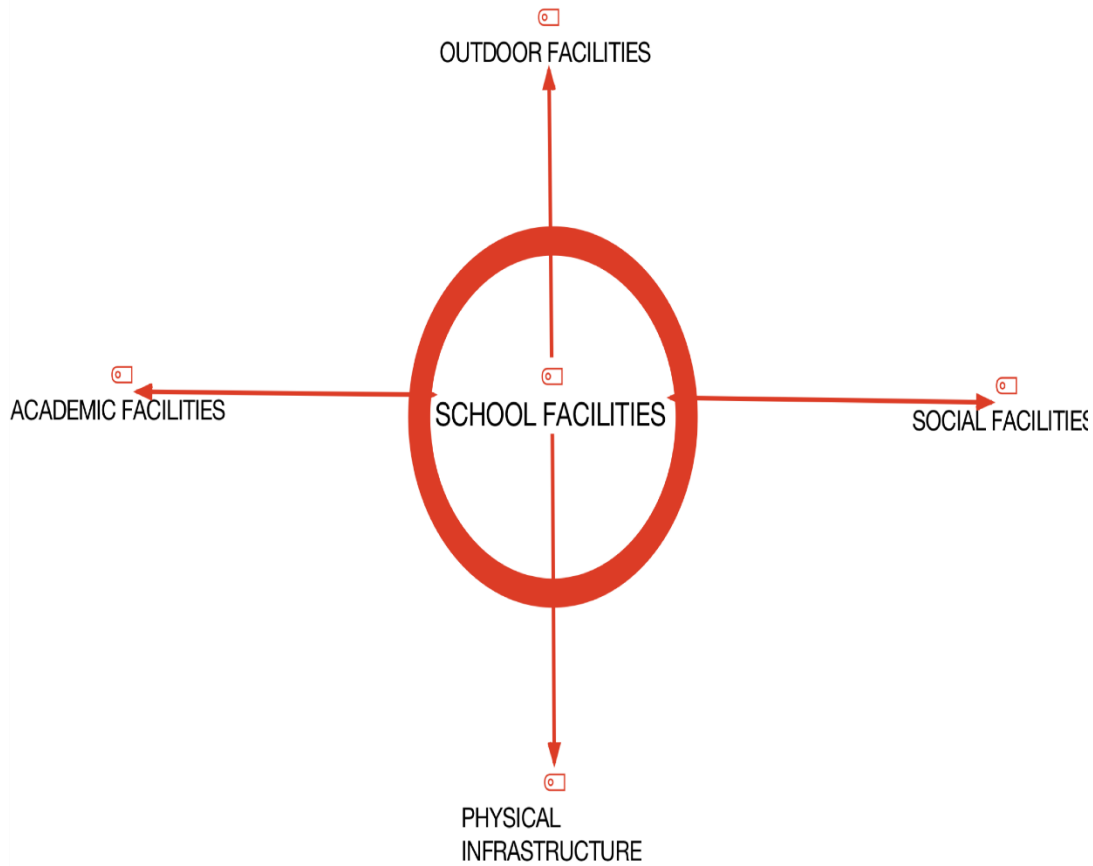 OUTDOOR FACILITIES
ACADEMIC FACILITIES
SCHOOL FACILITIES
SOCIAL FACILITIES
PHYSICAL
INFRASTRUCTURE